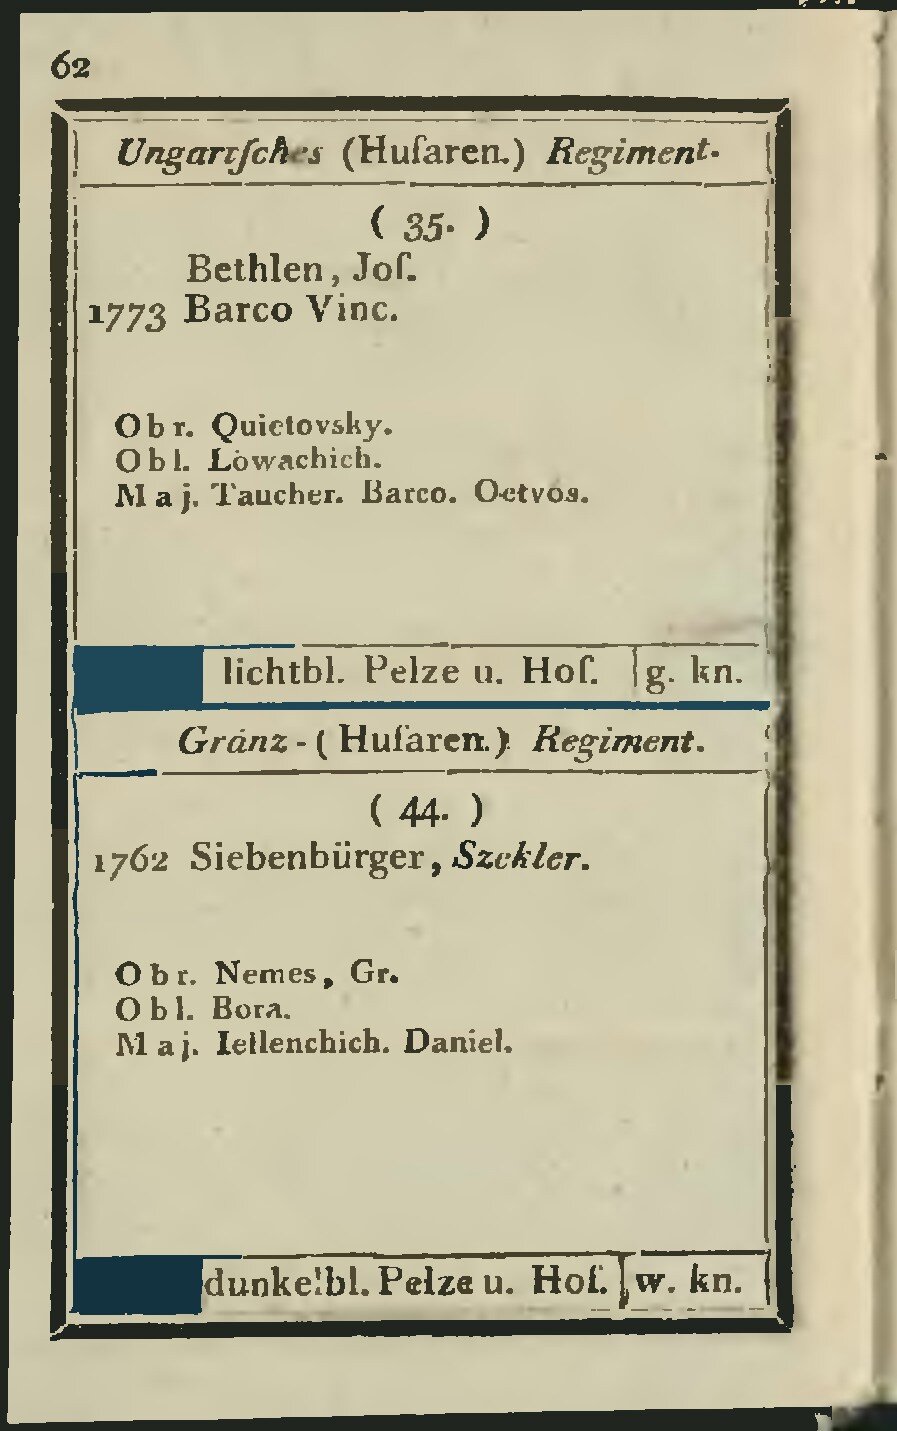 62
Ungariſches (Huſaren.) Regiment.
( 35. )
Bethlen, Joſ.
1773 Barco Vinc.
Obr. Quietovsky.
Obl. Löwachich.
Maj. Taucher. Barco. Oetvös.
lichtbl. Pelze u. Hoſ. g. kn.
Gränz-(Huſaren.) Regiment.
( 44. )
1762 Siebenbürger, Szekler.
Obr. Nemes, Gr.
Obl. Bora.
Maj. Iellenchich. Daniel.
dunkelbl. Pelze u. Hoſ. w. kn.